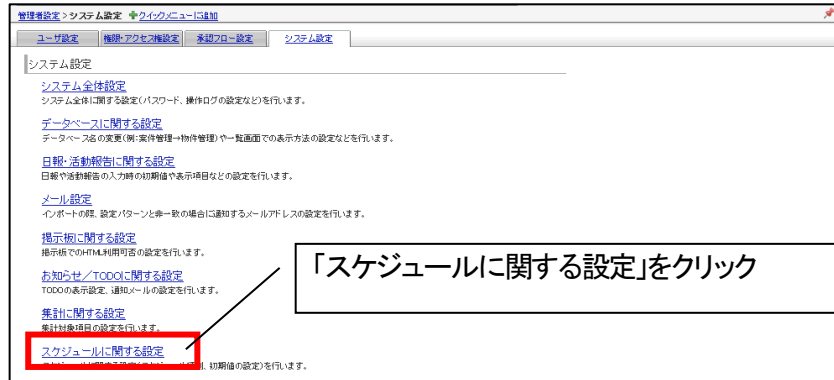 管理者設定 > システム設定 ✚クイックメニューに追加
ユーザ設定 権限・アクセス権設定 承認フロー設定 システム設定
システム設定
システム全体設定
システム全体に関する設定(パスワード、操作ログの設定など)を行います。
データベースに関する設定
データベース名の変更(例:案件管理→物件管理)や一覧画面での表示方法の設定などを行います。
日報・活動報告に関する設定
日報や活動報告の入力時の初期値や表示項目などの設定を行います。
メール設定
インポートの際、設定パターンと非一致の場合に通知するメールアドレスの設定を行います。
掲示板に関する設定
掲示板でのHTML利用可否の設定を行います。
お知らせ/TODOに関する設定
TODOの表示設定、通知メールの設定を行います。
「スケジュールに関する設定」をクリック
集計に関する設定
集計対象項目の設定を行います。
スケジュールに関する設定
、初期値の設定)を行います。